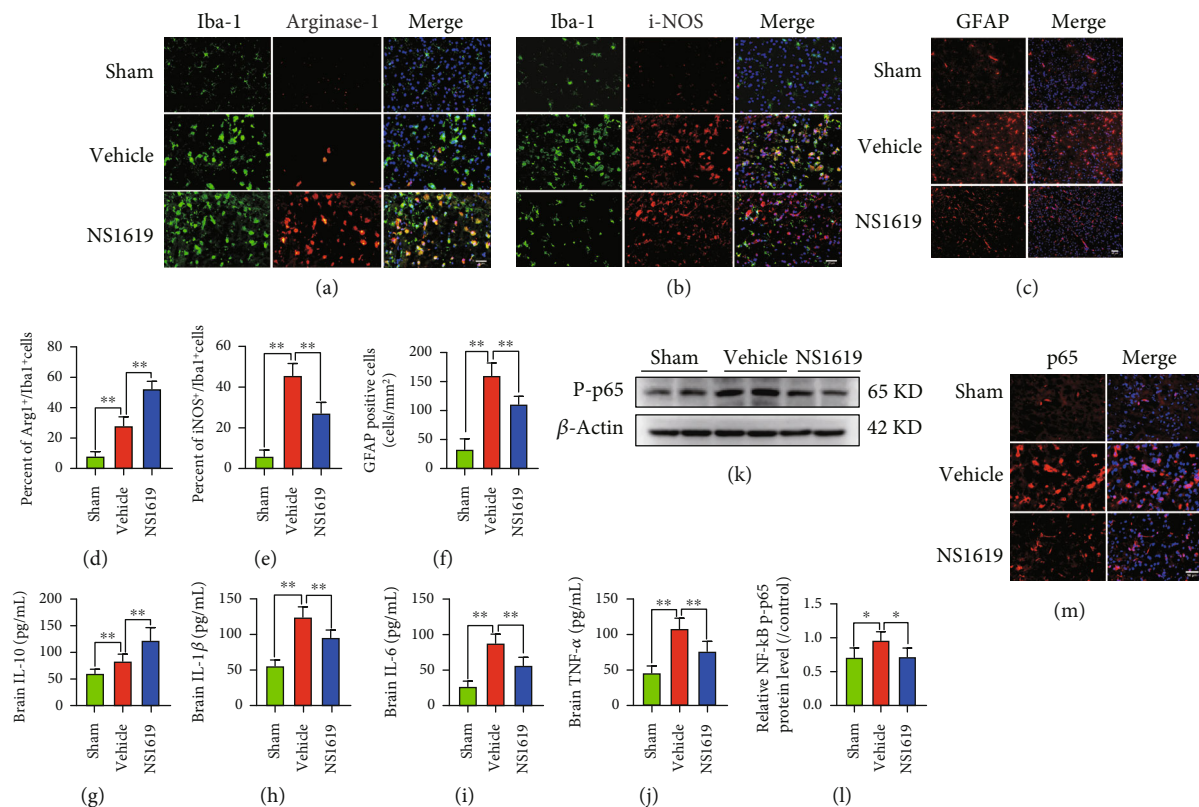 Iba-1 Arginase-1 Merge
Sham
Vehicle
NS1619
(a)
Iba-1 i-NOS Merge
(b)
GFAP Merge
Sham
Vehicle
NS1619
(c)
Percent of Arg1⁺/Iba1⁺cells
80
60
40
20
0
**
**
Sham
Vehicle
NS1619
(d)
Percent of iNOS⁺/Iba1⁺cells
60
40
20
0
**
**
Sham
Vehicle
NS1619
(e)
GFAP positive cells
(cells/mm²)
200
150
100
50
0
**
**
Sham
Vehicle
NS1619
(f)
Sham Vehicle NS1619
P-p65 65 KD
β-Actin 42 KD
(k)
p65 Merge
Sham
Vehicle
NS1619
(m)
Brain IL-10 (pg/mL)
200
150
100
50
0
**
**
Sham
Vehicle
NS1619
(g)
Brain IL-1β (pg/mL)
150
100
50
0
**
**
Sham
Vehicle
NS1619
(h)
Brain IL-6 (pg/mL)
150
100
50
0
**
**
Sham
Vehicle
NS1619
(i)
Brain TNF-α (pg/mL)
150
100
50
0
**
**
Sham
Vehicle
NS1619
(j)
Relative NF-kB pr-p65
protein level (/control)
1.5
1.0
0.5
0.0
*
*
Sham
Vehicle
NS1619
(l)